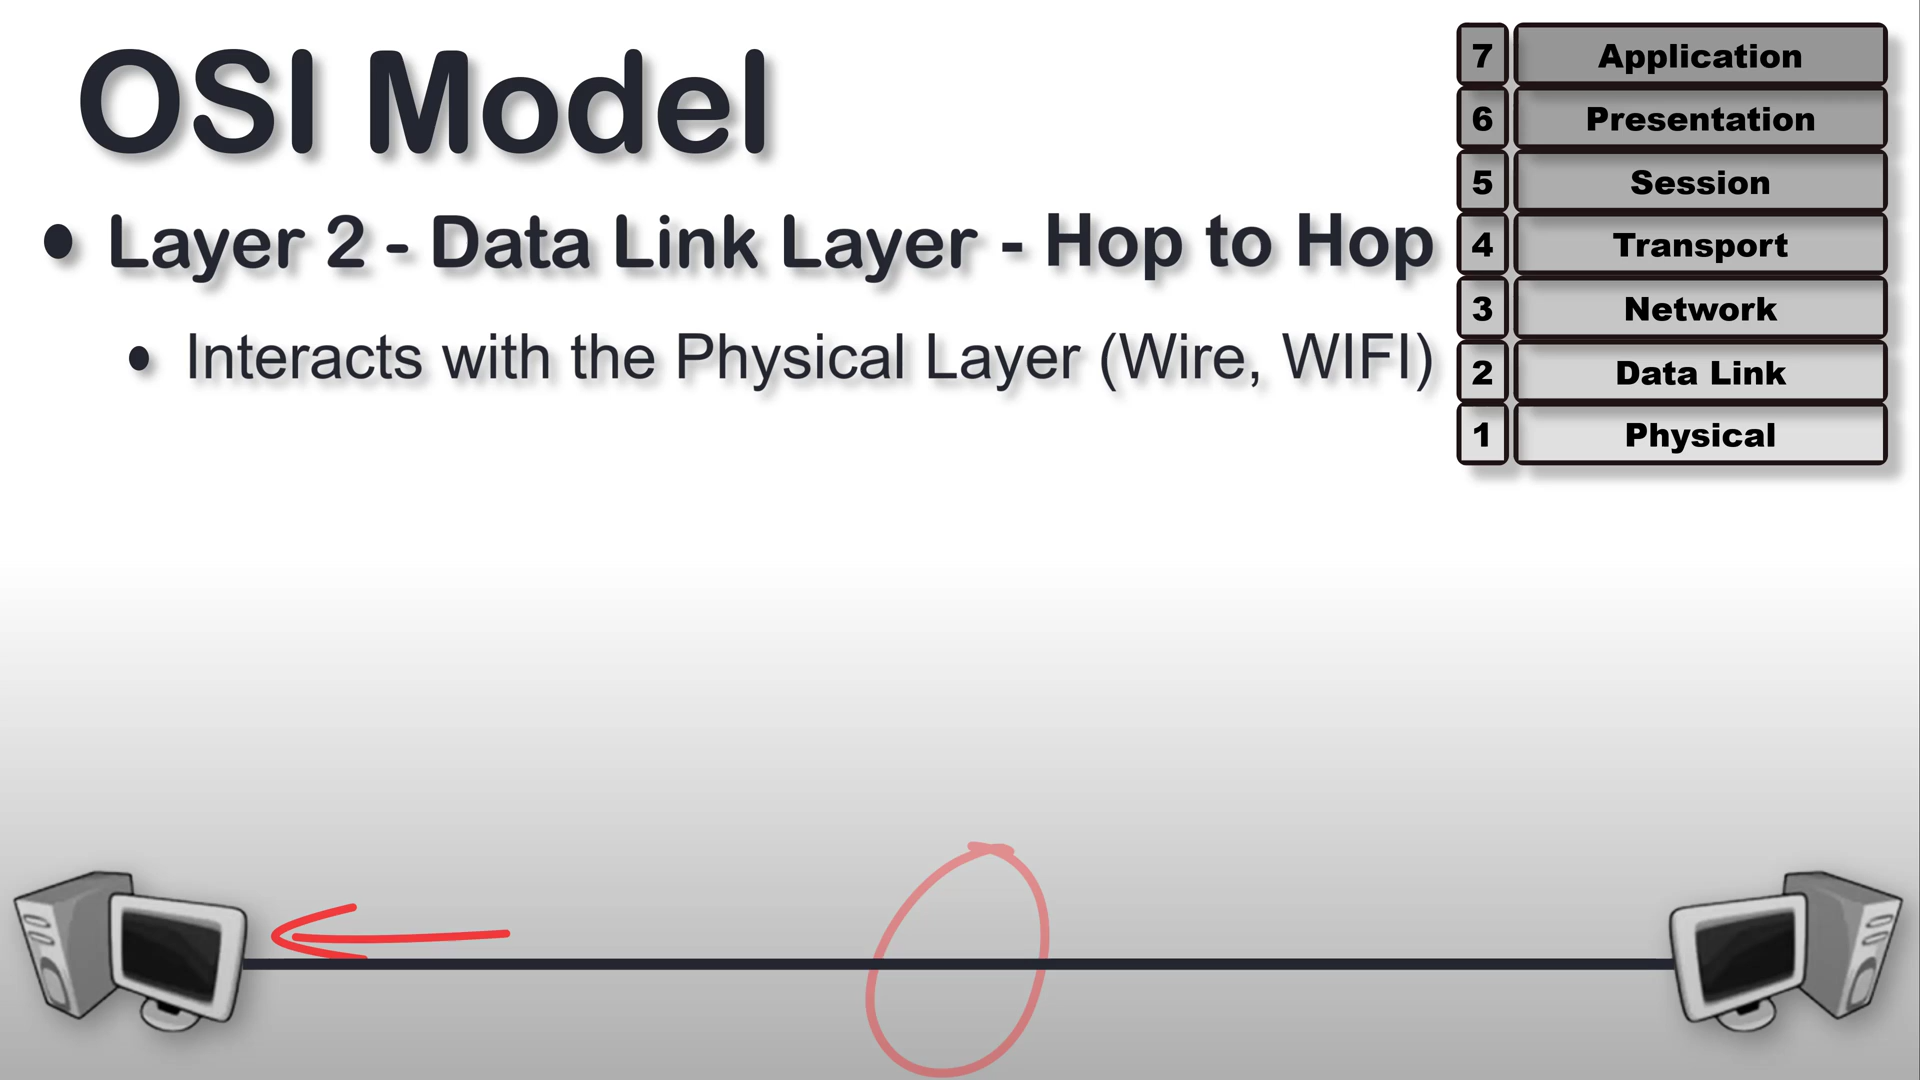 OSI Model
• Layer 2 - Data Link Layer - Hop to Hop
• Interacts with the Physical Layer (Wire, WIFI)
7 Application
6 Presentation
5 Session
4 Transport
3 Network
2 Data Link
1 Physical